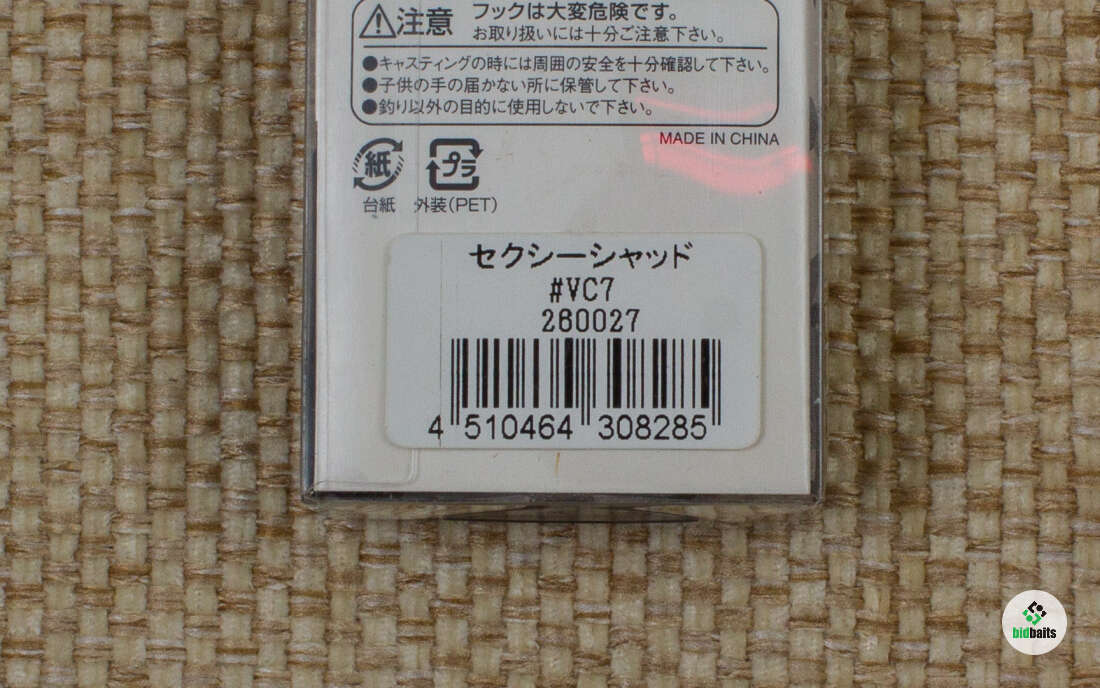 注意
フックは大変危険です。
お取り扱いには十分ご注意下さい。
●キャスティングの時には周囲の安全を十分確認して下さい。
●子供の手の届かない所に保管して下さい。
●釣り以外の目的に使用しないで下さい。
MADE IN CHINA
紙
プラ
台紙
外装(PET)
セクシーシャッド
#VC7
260027
4 510464 308285
bidbaits